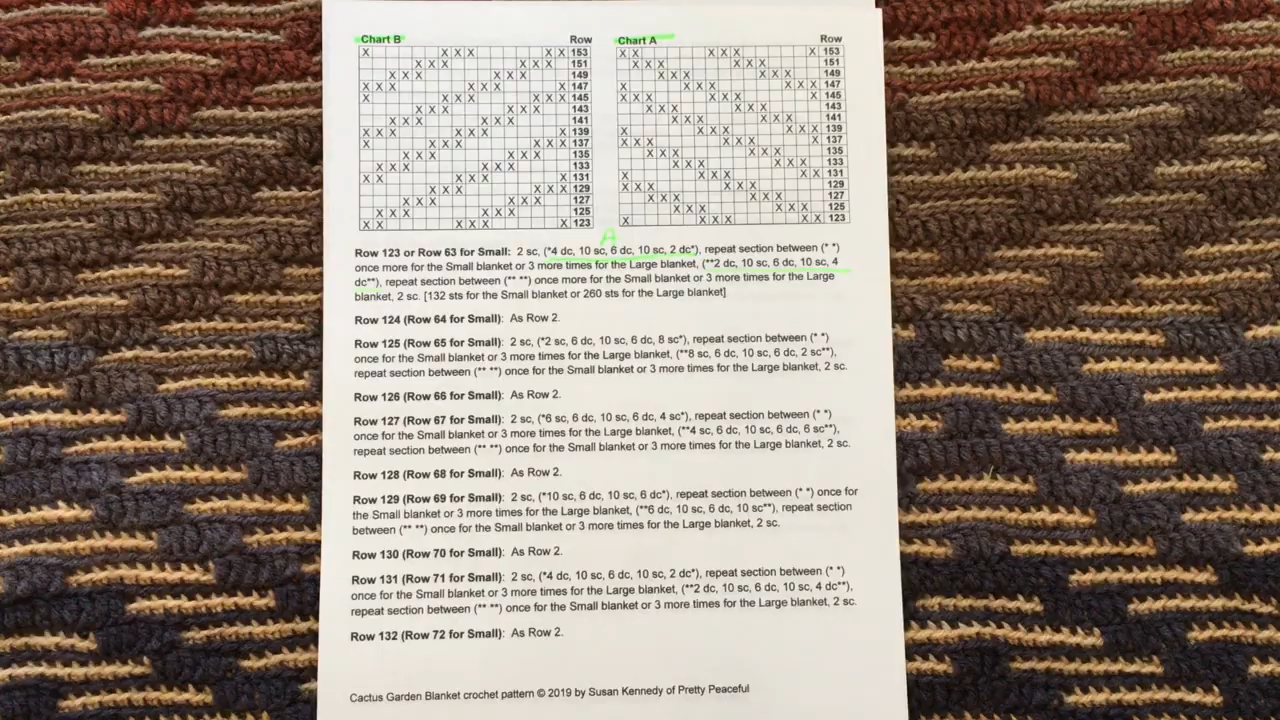 Chart B Row Chart A Row
X X X X X X 153 X X X X X X 153
X X X X X X 151 X X X X X X 151
X X X X X X 149 X X X X X X 149
X X X X X X X 147 X X X X X X X 147
X X X X X X X 145 X X X X X X X 145
X X X X X X 143 X X X X X X 143
X X X X X X 141 X X X X X X 141
X X X X X X X 139 X X X X X X X 139
X X X X X X X 137 X X X X X X X 137
X X X X X X 135 X X X X X X 135
X X X X X X 133 X X X X X X 133
X X X X X X 131 X X X X X X 131
X X X X X X 129 X X X X X X 129
X X X X X X 127 X X X X X X 127
X X X X X X 125 X X X X X X 125
X X X X X X 123 X X X X X X 123
A
Row 123 or Row 63 for Small: 2 sc, (*4 dc, 10 sc, 6 dc, 10 sc, 2 dc*), repeat section between (* *)
once more for the Small blanket or 3 more times for the Large blanket, (**2 dc, 10 sc, 6 dc, 10 sc, 4
dc**), repeat section between (** **) once more for the Small blanket or 3 more times for the Large
blanket, 2 sc. [132 sts for the Small blanket or 260 sts for the Large blanket]
Row 124 (Row 64 for Small): As Row 2.
Row 125 (Row 65 for Small): 2 sc, (*2 sc, 6 dc, 10 sc, 6 dc, 8 sc*), repeat section between (* *)
once for the Small blanket or 3 more times for the Large blanket, (**8 sc, 6 dc, 10 sc, 6 dc, 2 sc**),
repeat section between (** **) once for the Small blanket or 3 more times for the Large blanket, 2 sc.
Row 126 (Row 66 for Small): As Row 2.
Row 127 (Row 67 for Small): 2 sc, (*6 sc, 6 dc, 10 sc, 6 dc, 4 sc*), repeat section between (* *)
once for the Small blanket or 3 more times for the Large blanket, (**4 sc, 6 dc, 10 sc, 6 dc, 6 sc**),
repeat section between (** **) once for the Small blanket or 3 more times for the Large blanket, 2 sc.
Row 128 (Row 68 for Small): As Row 2.
Row 129 (Row 69 for Small): 2 sc, (*10 sc, 6 dc, 10 sc, 6 dc*), repeat section between (* *) once for
the Small blanket or 3 more times for the Large blanket, (**6 dc, 10 sc, 6 dc, 10 sc**), repeat section
between (** **) once for the Small blanket or 3 more times for the Large blanket, 2 sc.
Row 130 (Row 70 for Small): As Row 2.
Row 131 (Row 71 for Small): 2 sc, (*4 dc, 10 sc, 6 dc, 10 sc, 2 dc*), repeat section between (* *)
once for the Small blanket or 3 more times for the Large blanket, (**2 dc, 10 sc, 6 dc, 10 sc, 4 dc**),
repeat section between (** **) once for the Small blanket or 3 more times for the Large blanket, 2 sc.
Row 132 (Row 72 for Small): As Row 2.
Cactus Garden Blanket crochet pattern © 2019 by Susan Kennedy of Pretty Peaceful